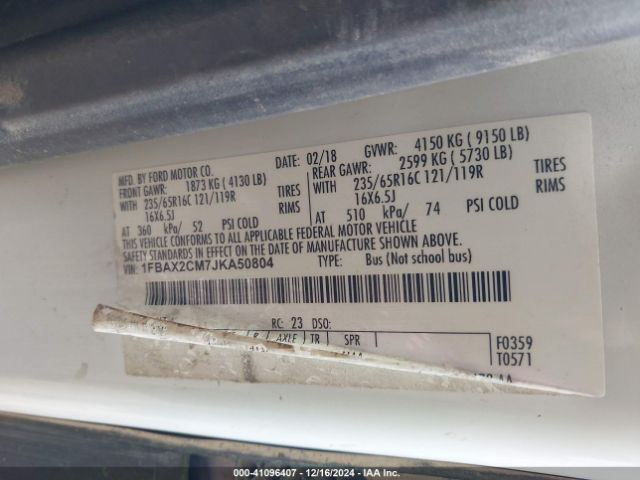 MFD. BY FORD MOTOR CO. DATE: 02/18 GVWR: 4150 KG ( 9150 LB)
FRONT GAWR: 1873 KG ( 4130 LB) REAR GAWR: 2599 KG ( 5730 LB)
WITH 235/65R16C 121/119R TIRES WITH 235/65R16C 121/119R TIRES
16X6.5J RIMS 16X6.5J RIMS
AT 360 kPa/ 52 PSI COLD AT 510 kPa/ 74 PSI COLD
THIS VEHICLE CONFORMS TO ALL APPLICABLE FEDERAL MOTOR VEHICLE
SAFETY STANDARDS IN EFFECT ON THE DATE OF MANUFACTURE SHOWN ABOVE.
VIN: 1FBAX2CM7JKA50804 TYPE: Bus (Not school bus)
RC: 23 DSO:
AXLE TR SPR F0359
T0571
000-41096407 - 12/16/2024 - IAA Inc.